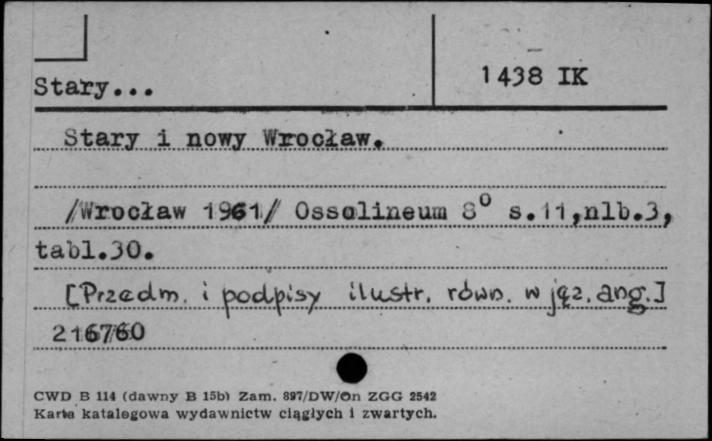 Stary...
1438 IK
Stary i nowy Wrocław.
/Wrocław 1961/ Ossolineum 8° s.11,nlb.3,
tabl.30.
[Przedm. i podpisy ilustr. równ. w jęz. ang.]
216760
CWD B 114 (dawny B 15b) Zam. 897/DW/On ZGG 2542
Karta katalogowa wydawnictw ciągłych i zwartych.